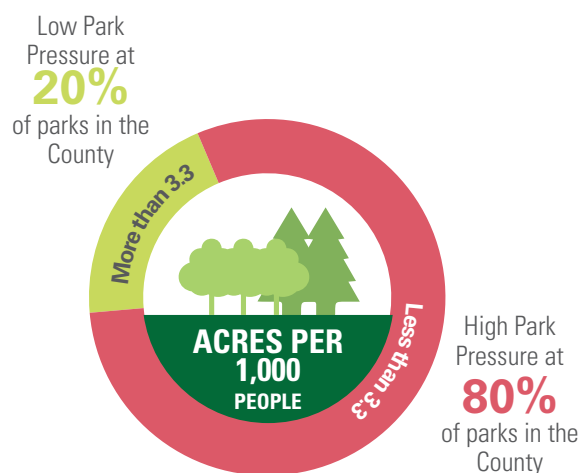 Low Park
Pressure at
20%
of parks in the
County
More than 3.3
ACRES PER
1,000
PEOPLE
Less than 3.3
High Park
Pressure at
80%
of parks in the
County